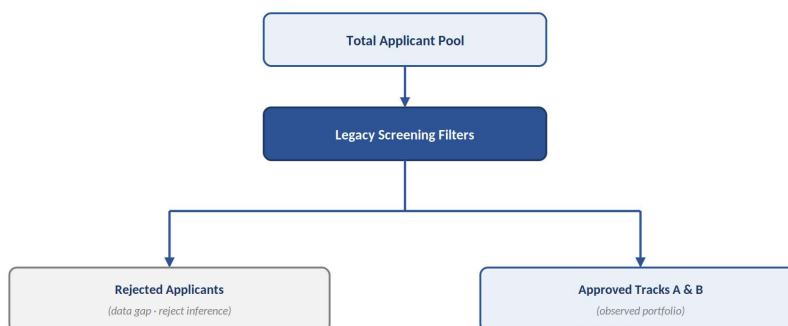 Total Applicant Pool
Legacy Screening Filters
Rejected Applicants
(data gap · reject inference)
Approved Tracks A & B
(observed portfolio)